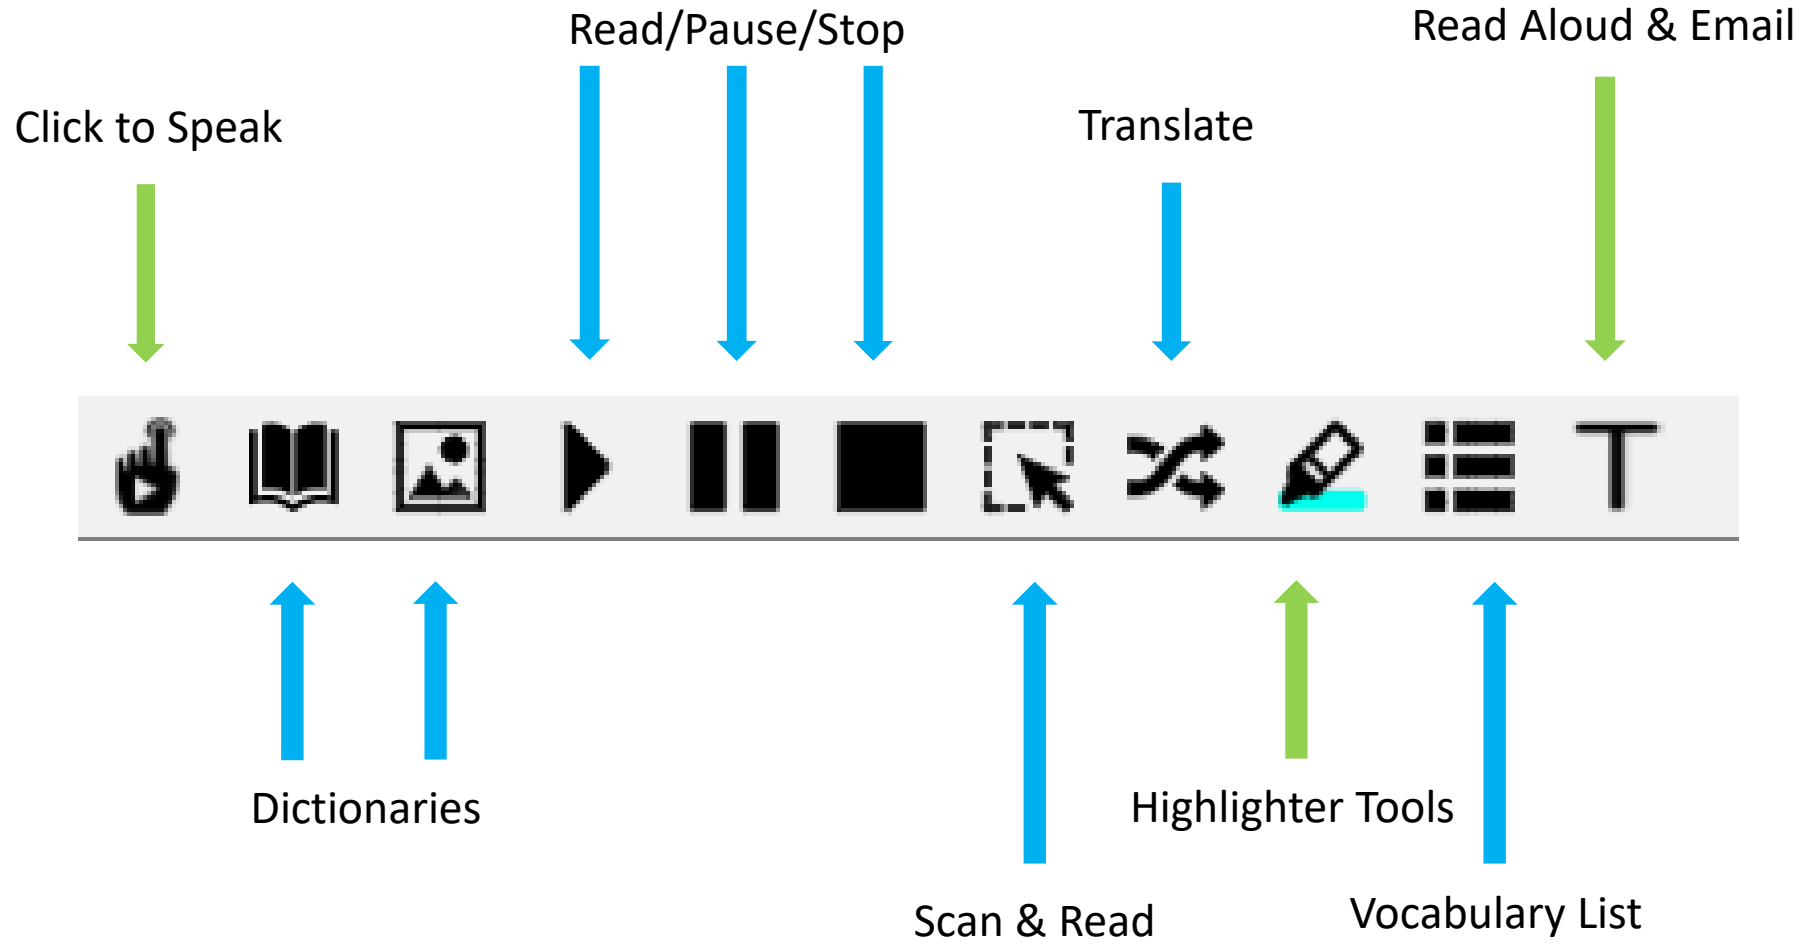 Read/Pause/Stop
Read Aloud & Email
Click to Speak
Translate
Dictionaries
Highlighter Tools
Scan & Read
Vocabulary List